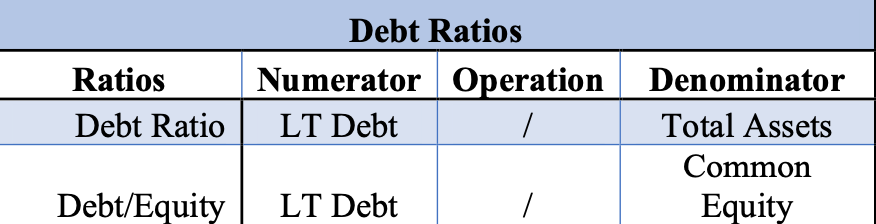 Debt Ratios
Ratios Numerator Operation Denominator
Debt Ratio LT Debt / Total Assets
Common
Debt/Equity LT Debt / Equity